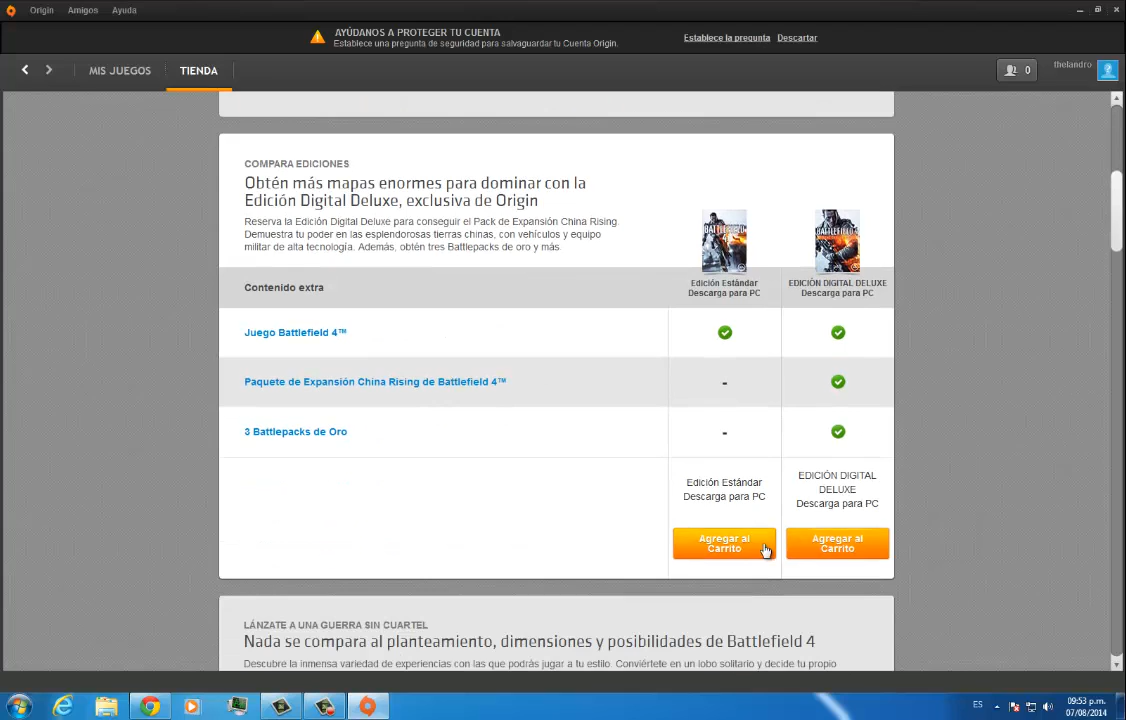 Origin Amigos Ayuda
AYÚDANOS A PROTEGER TU CUENTA
Establece una pregunta de seguridad para salvaguardar tu Cuenta Origin.
Establece la pregunta Descartar
MIS JUEGOS TIENDA
0
thelandro
COMPARA EDICIONES
Obtén más mapas enormes para dominar con la
Edición Digital Deluxe, exclusiva de Origin
Reserva la Edición Digital Deluxe para conseguir el Pack de Expansión China Rising.
Demuestra tu poder en las esplendorosas tierras chinas, con vehículos y equipo
militar de alta tecnología. Además, obtén tres Battlepacks de oro y más.
Contenido extra
Edición Estándar
Descarga para PC
EDICIÓN DIGITAL DELUXE
Descarga para PC
Juego Battlefield 4™
Paquete de Expansión China Rising de Battlefield 4™
-
3 Battlepacks de Oro
-
Edición Estándar
Descarga para PC
EDICIÓN DIGITAL
DELUXE
Descarga para PC
Agregar al
Carrito
Agregar al
Carrito
LÁNZATE A UNA GUERRA SIN CUARTEL
Nada se compara al planteamiento, dimensiones y posibilidades de Battlefield 4
Descubre la inmensa variedad de experiencias con las que podrás jugar a tu estilo. Conviértete en un lobo solitario y decide tu propio
ES
09:53 p.m.
07/08/2014